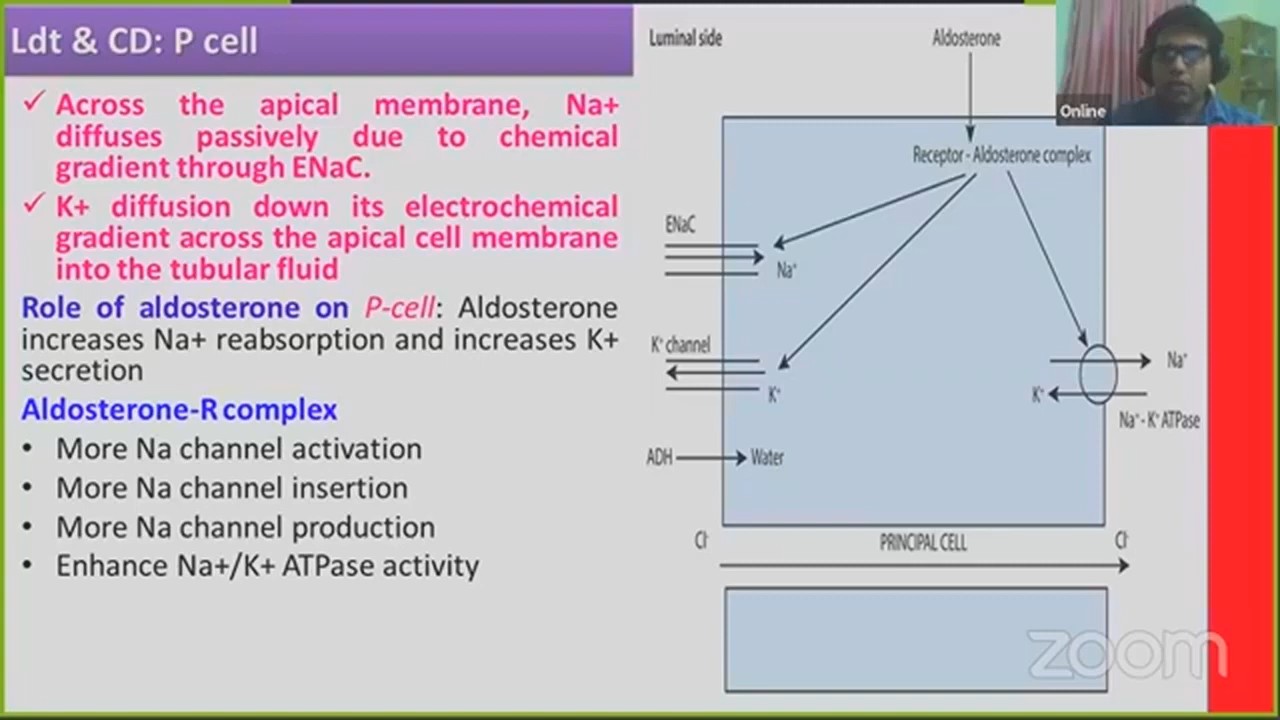 Ldt & CD: P cell
✓ Across the apical membrane, Na+
diffuses passively due to chemical
gradient through ENaC.
✓ K+ diffusion down its electrochemical
gradient across the apical cell membrane
into the tubular fluid
Role of aldosterone on P-cell: Aldosterone
increases Na+ reabsorption and increases K+
secretion
Aldosterone-R complex
• More Na channel activation
• More Na channel insertion
• More Na channel production
• Enhance Na+/K+ ATPase activity
Luminal side
Aldosterone
Online
Receptor - Aldosterone complex
ENaC
Na⁺
K⁺ channel
K⁺
Na⁺
K⁺
Na⁺- K⁺ ATPase
ADH
Water
Cl⁻
PRINCIPAL CELL
Cl⁻
zoom